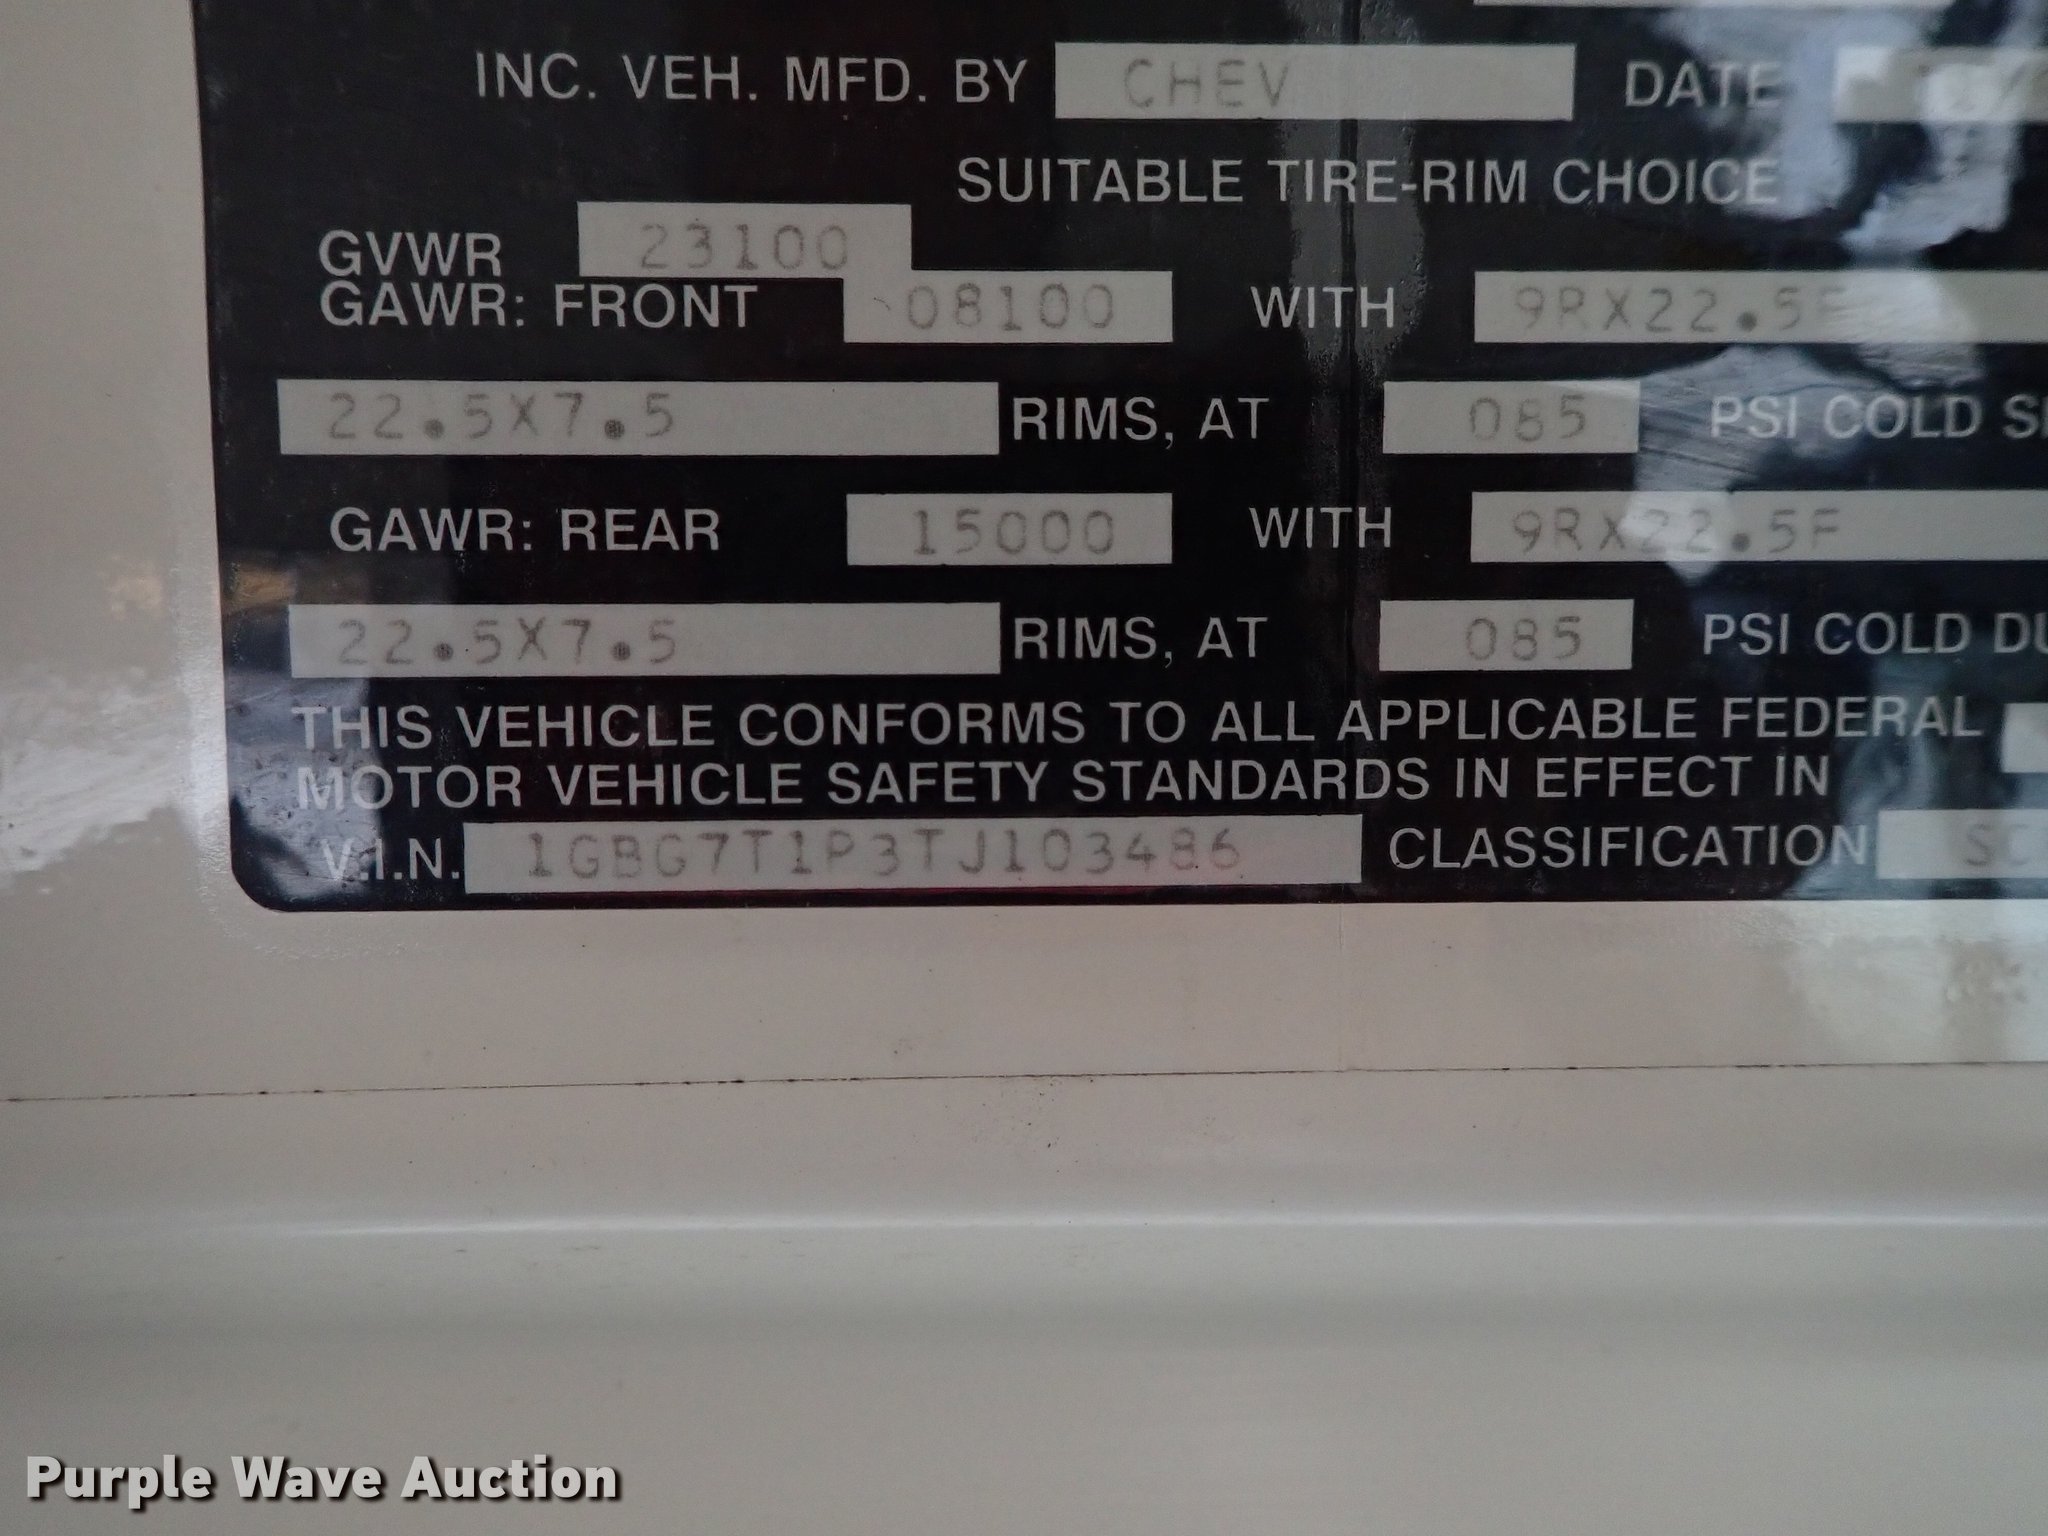 INC. VEH. MFD. BY CHEV DATE
SUITABLE TIRE-RIM CHOICE
GVWR 23100
GAWR: FRONT 08100 WITH 9RX22.5F
22.5X7.5 RIMS, AT 085 PSI COLD
GAWR: REAR 15000 WITH 9RX22.5F
22.5X7.5 RIMS, AT 085 PSI COLD
THIS VEHICLE CONFORMS TO ALL APPLICABLE FEDERAL
MOTOR VEHICLE SAFETY STANDARDS IN EFFECT IN
V.I.N. 1GBG7T1P3TJ103486 CLASSIFICATION SC
Purple Wave Auction